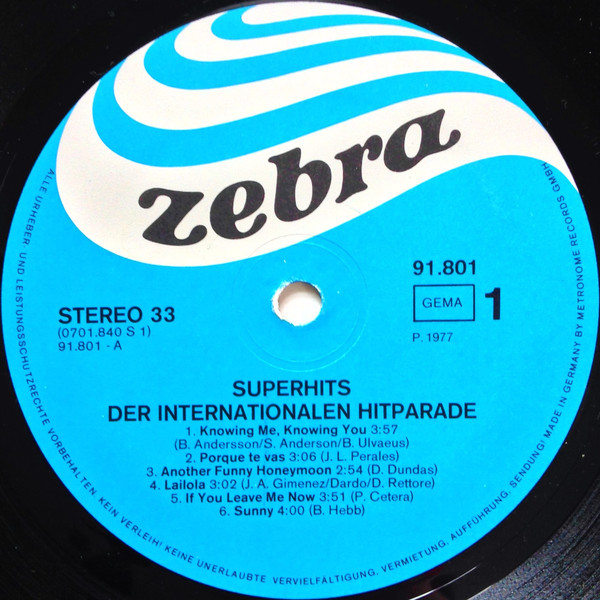 zebra
STEREO 33
(0701.840 S 1)
91.801 - A
91.801
GEMA
1
P. 1977
SUPERHITS
DER INTERNATIONALEN HITPARADE
1. Knowing Me, Knowing You 3:57
(B. Andersson/S. Anderson/B. Ulvaeus)
2. Porque te vas 3:06 (J. L. Perales)
3. Another Funny Honeymoon 2:54 (D. Dundas)
4. Lailola 3:02 (J. A. Gimenez/Dardo/D. Rettore)
5. If You Leave Me Now 3:51 (P. Cetera)
6. Sunny 4:00 (B. Hebb)
ALLE URHEBER- UND LEISTUNGSSCHUTZRECHTE VORBEHALTEN. KEIN VERLEIH! KEINE UNERLAUBTE VERVIELFÄLTIGUNG, VERMIETUNG, AUFFÜHRUNG, SENDUNG! MADE IN GERMANY BY METRONOME RECORDS GMBH